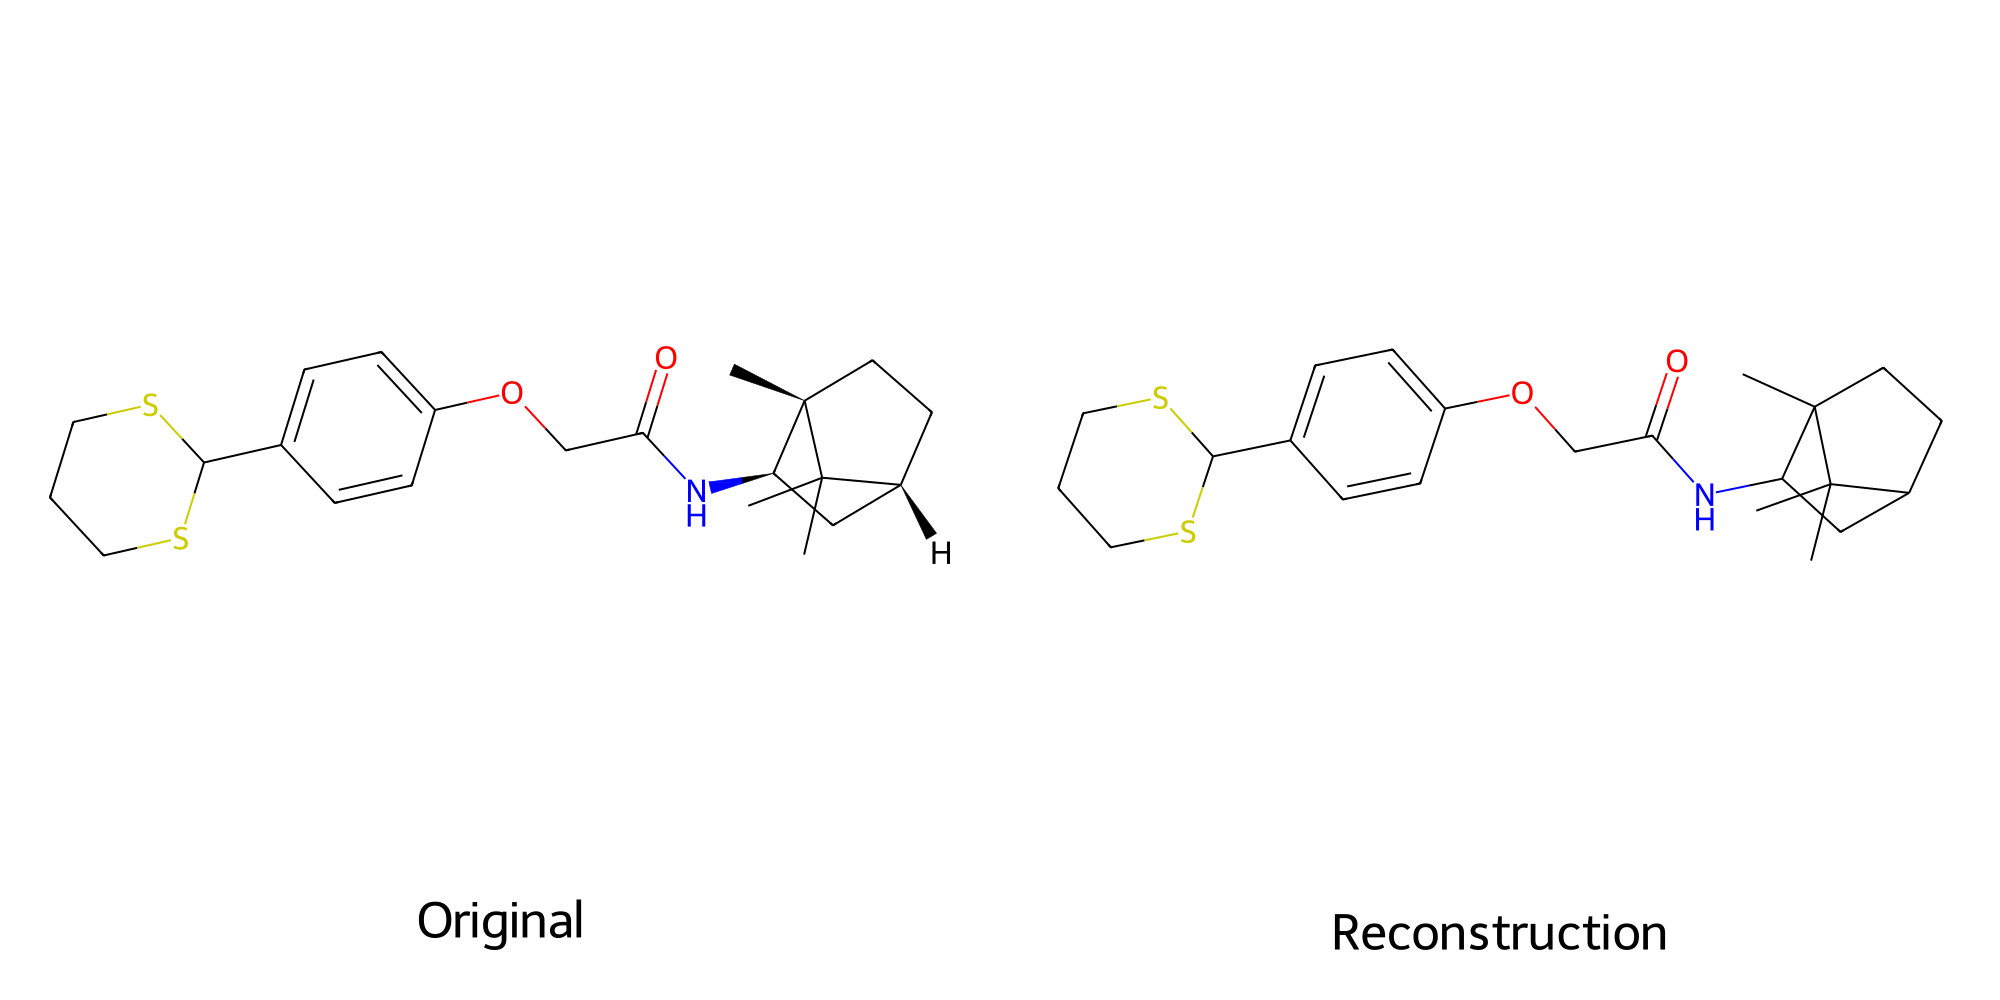 O O
S O S O
N
H
S H S N
H
Original Reconstruction